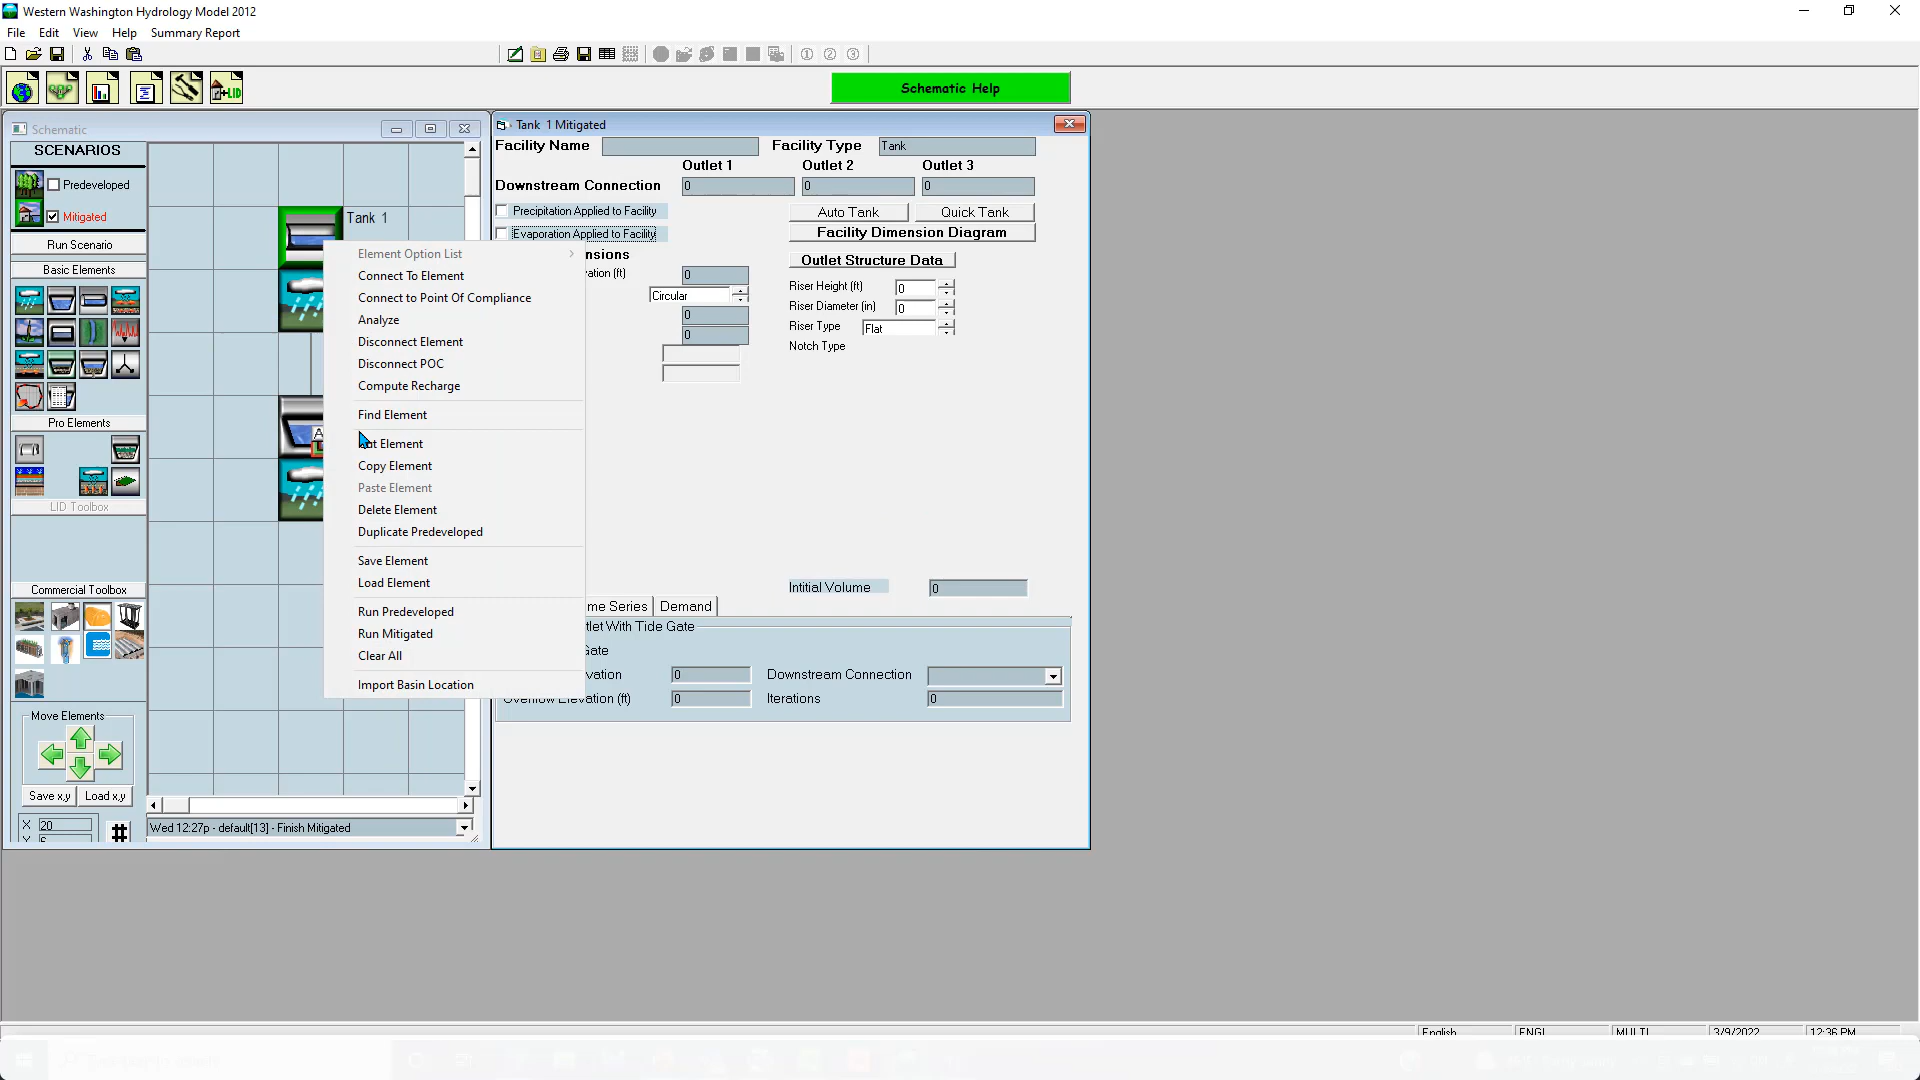 Western Washington Hydrology Model 2012
File Edit View Help Summary Report
+LID
Schematic Help
Schematic
SCENARIOS
Predeveloped
Mitigated
Run Scenario
Basic Elements
Pro Elements
LID Toolbox
Commercial Toolbox
Move Elements
Save x,y Load x,y
X 20
Y 6
Tank 1
Wed 12:27p - default[13] - Finish Mitigated
Element Option List
Connect To Element
Connect to Point Of Compliance
Analyze
Disconnect Element
Disconnect POC
Compute Recharge
Find Element
ut Element
Copy Element
Paste Element
Delete Element
Duplicate Predeveloped
Save Element
Load Element
Run Predeveloped
Run Mitigated
Clear All
Import Basin Location
Tank 1 Mitigated
Facility Name Facility Type Tank
Outlet 1 Outlet 2 Outlet 3
Downstream Connection 0 0 0
Precipitation Applied to Facility Auto Tank Quick Tank
Evaporation Applied to Facility Facility Dimension Diagram
nsions Outlet Structure Data
ation (ft) 0
Riser Height (ft) 0
Circular
Riser Diameter (in) 0
0
Riser Type Flat
0
Notch Type
Intitial Volume 0
me Series Demand
tlet With Tide Gate
Gate
vation 0 Downstream Connection
Overflow Elevation (ft) 0 Iterations 0
English ENGL MULTI 3/9/2022 12:36 PM